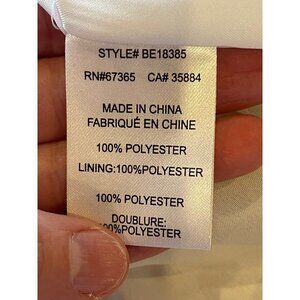 STYLE# BE18385
RN#67365 CA# 35884
MADE IN CHINA
FABRIQUÉ EN CHINE
100% POLYESTER
LINING:100%POLYESTER
100% POLYESTER
DOUBLURE:
100%POLYESTER